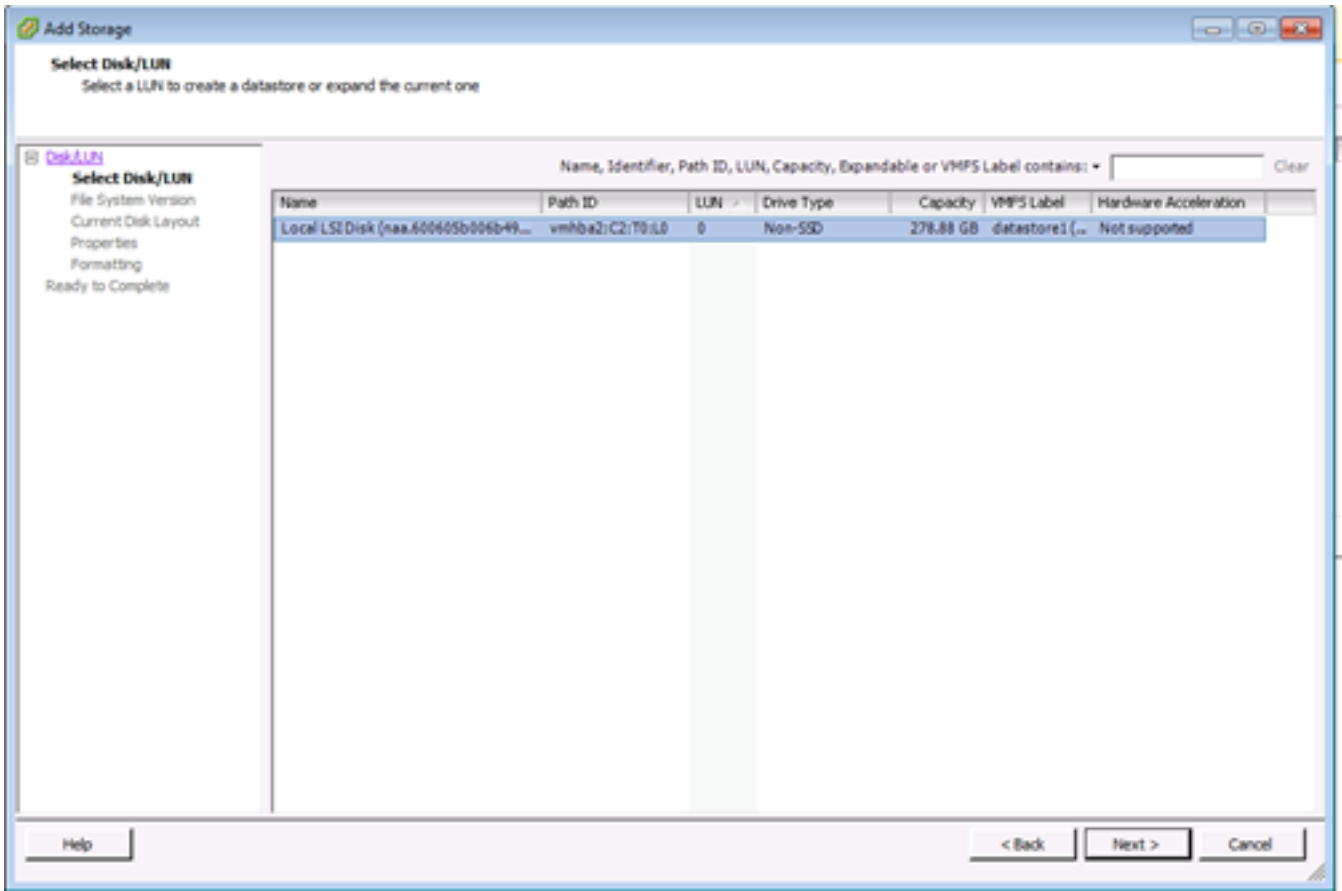 Add Storage
Select Disk/LUN
Select a LUN to create a datastore or expand the current one
Disk/LUN
Select Disk/LUN
File System Version
Current Disk Layout
Properties
Formatting
Ready to Complete
Name, Identifier, Path ID, LUN, Capacity, Expandable or VMFS Label contains: Clear
Name Path ID LUN Drive Type Capacity VMFS Label Hardware Acceleration
Local LSI Disk (naa.600605b006b49... vmhba2:C2:T0:L0 0 Non-SSD 278.88 GB datastore1 (... Not supported
Help < Back Next > Cancel